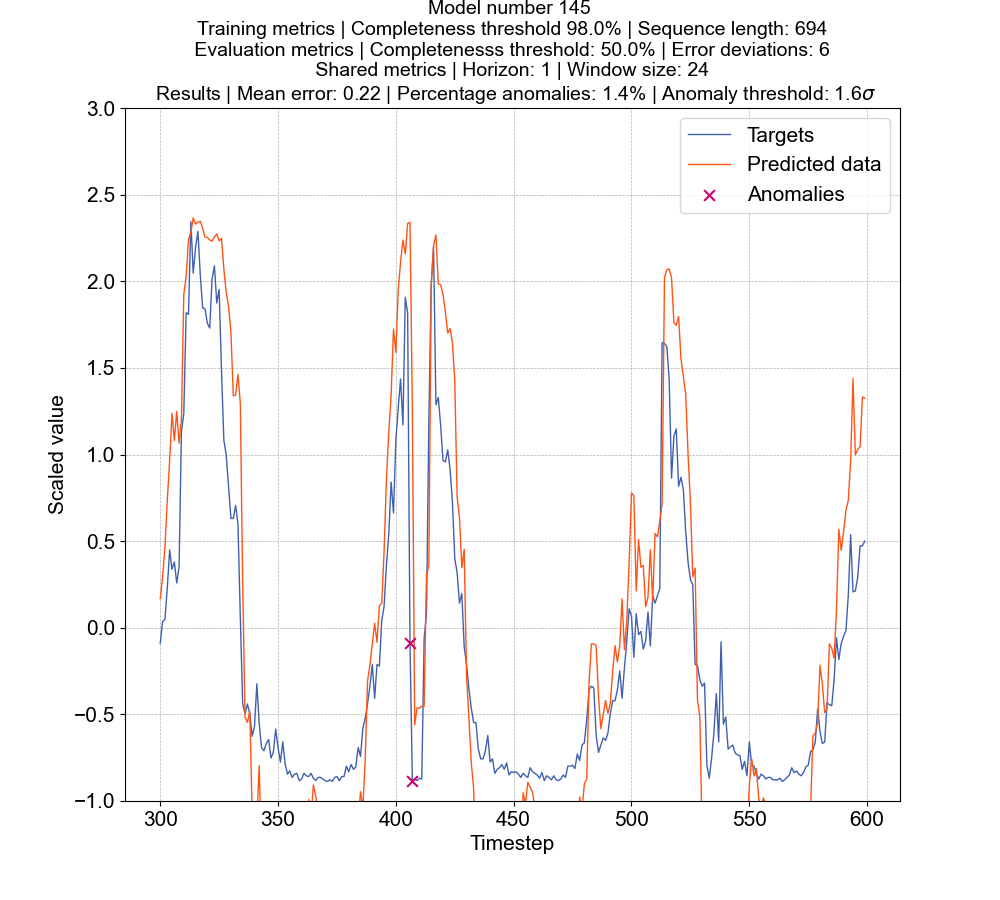 Model number 145
Training metrics | Completeness threshold 98.0% | Sequence length: 694
Evaluation metrics | Completenesss threshold: 50.0% | Error deviations: 6
Shared metrics | Horizon: 1 | Window size: 24
Results | Mean error: 0.22 | Percentage anomalies: 1.4% | Anomaly threshold: 1.6σ
3.0
2.5
2.0
1.5
1.0
0.5
0.0
−0.5
−1.0
Scaled value
Targets
Predicted data
Anomalies
300 350 400 450 500 550 600
Timestep